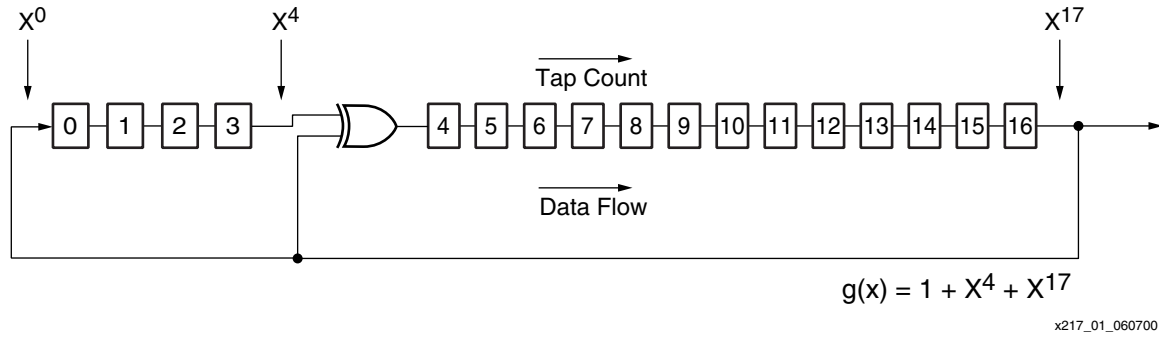 X⁰ X⁴ X¹⁷
Tap Count
0 1 2 3 4 5 6 7 8 9 10 11 12 13 14 15 16
Data Flow
g(x) = 1 + X⁴ + X¹⁷
x217_01_060700